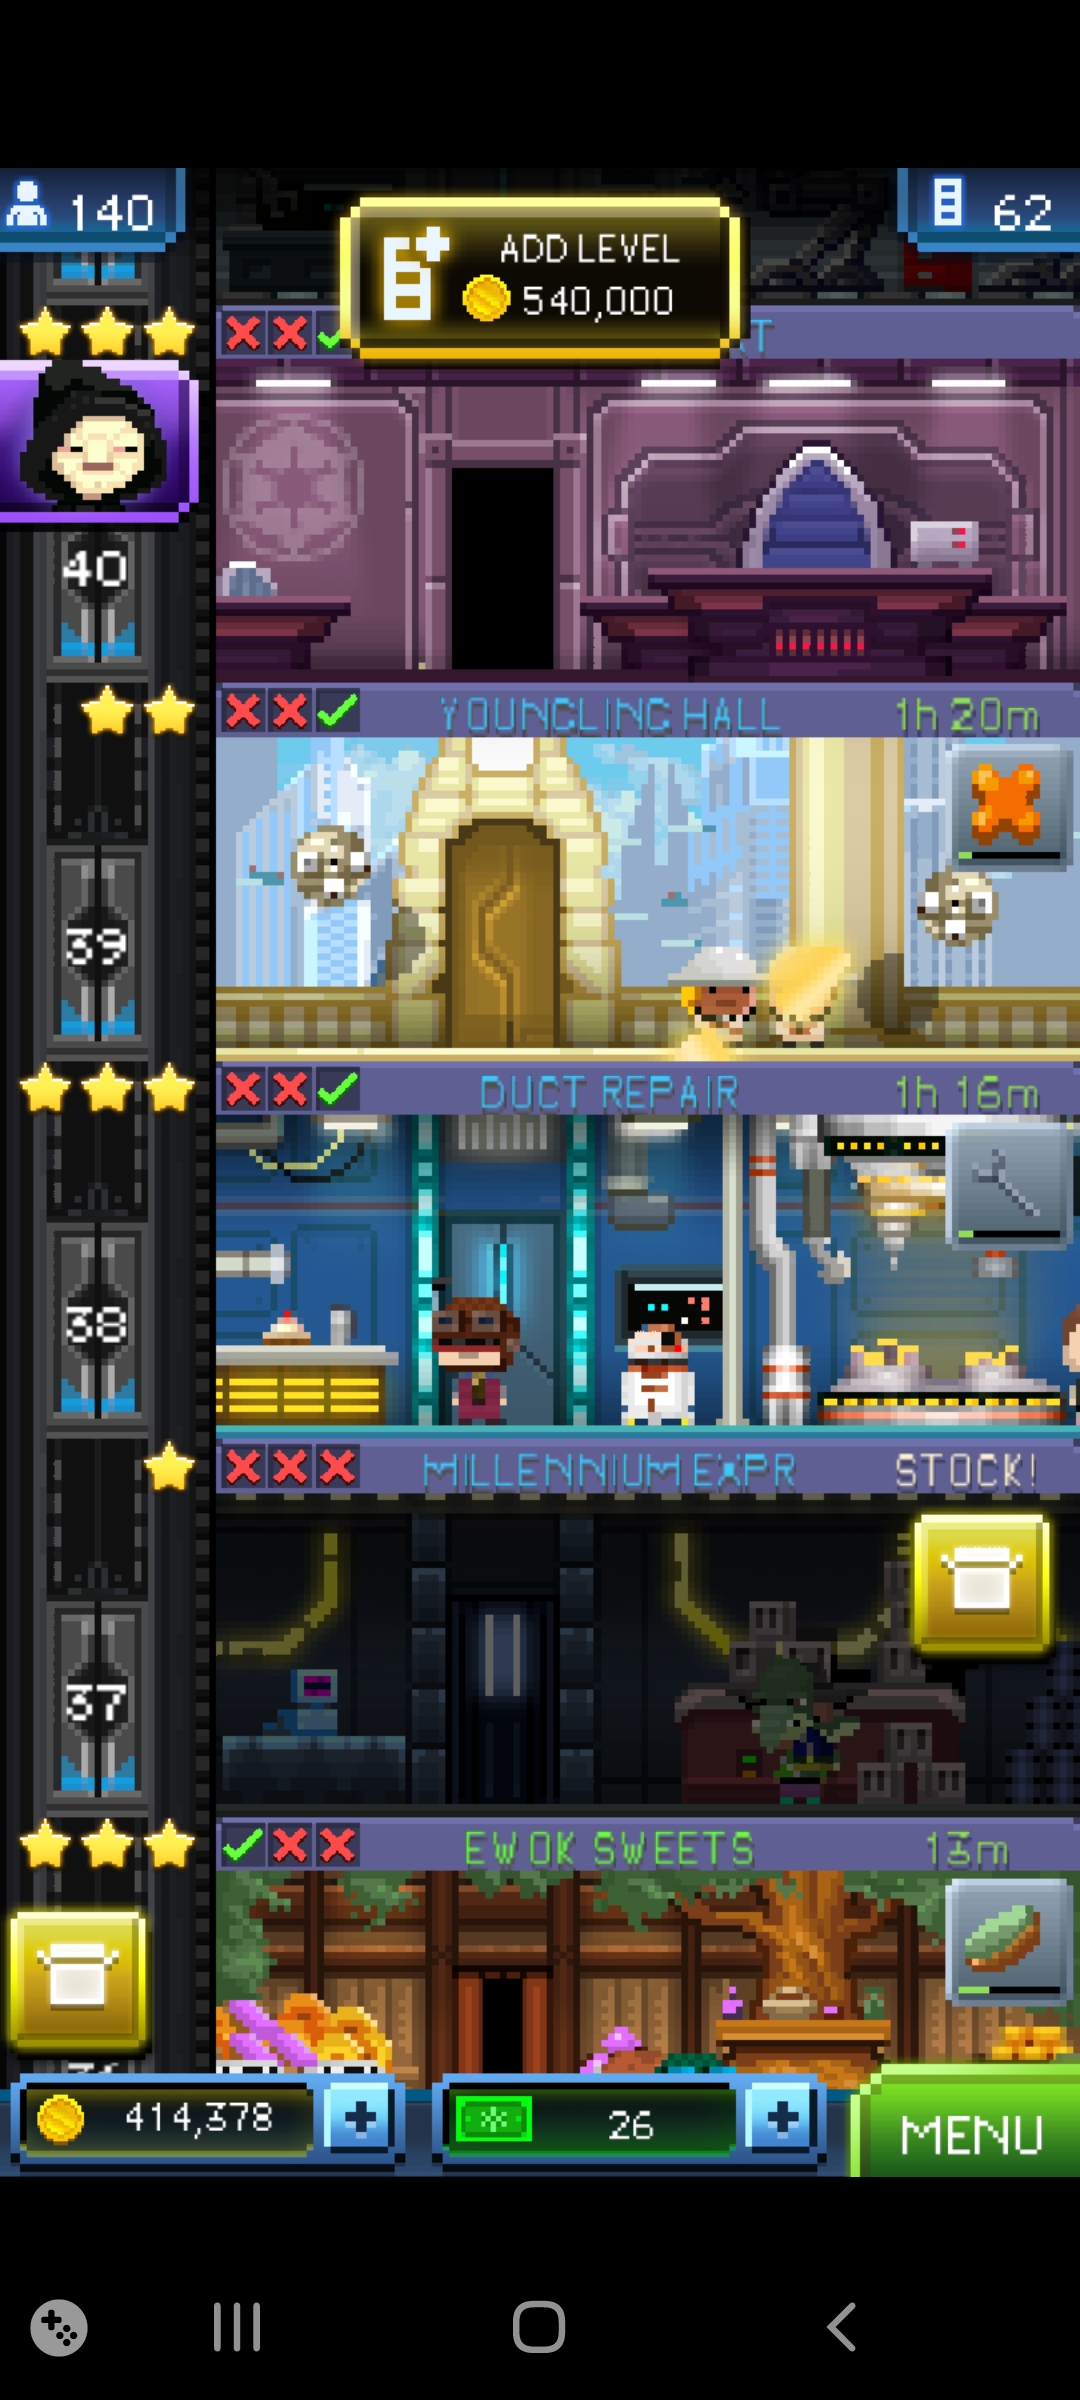 140
ADD LEVEL
540,000
62
40
YOUNGLING HALL
1h 20m
39
DUCT REPAIR
1h 16m
38
MILLENNIUM EXPR
STOCK!
37
EWOK SWEETS
13m
414,378
26
MENU